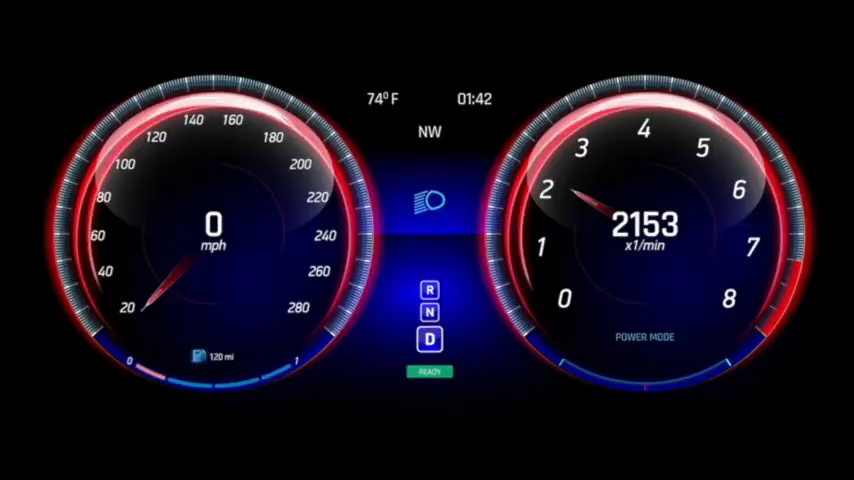 74° F 01:42
NW
140 160
120 180
100 200
80 220
60 240
40 260
20 280
0
mph
120 mi
0 1
R
N
D
READY
4
3 5
2 6
1 7
0 8
2153
x1/min
POWER MODE